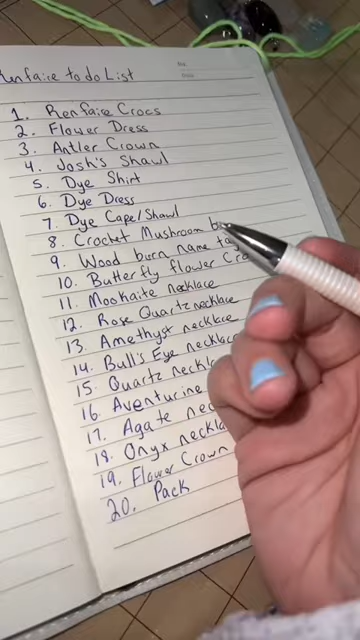 Renfaire to do List
1. Renfaire Crocs
2. Flower Dress
3. Antler Crown
4. Josh's Shawl
5. Dye Shirt
6. Dye Dress
7. Dye Cape/Shawl
8. Crochet Mushroom
9. Wood burn name
10. Butterfly flower
11. Mookaite necklace
12. Rose Quartz necklace
13. Amethyst necklace
14. Bull's Eye necklace
15. Quartz
16. Aventurine
17. Agate
18. Onyx
19. Flower Crown
20. Pack